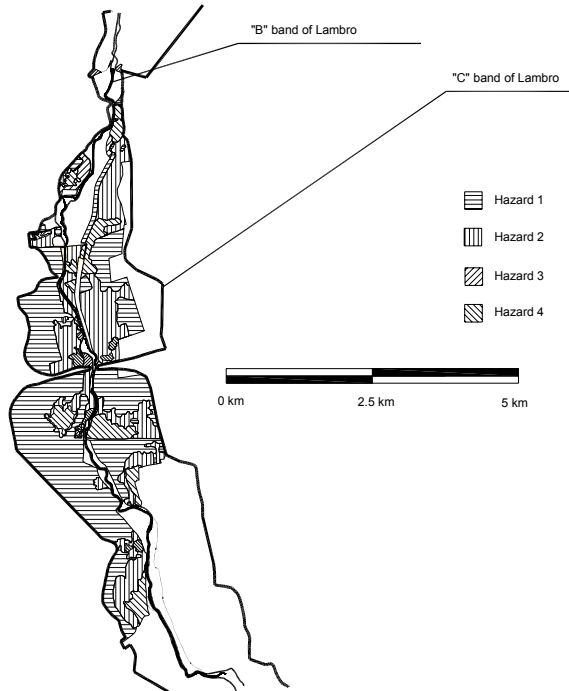 "B" band of Lambro
"C" band of Lambro
Hazard 1
Hazard 2
Hazard 3
Hazard 4
0 km 2.5 km 5 km